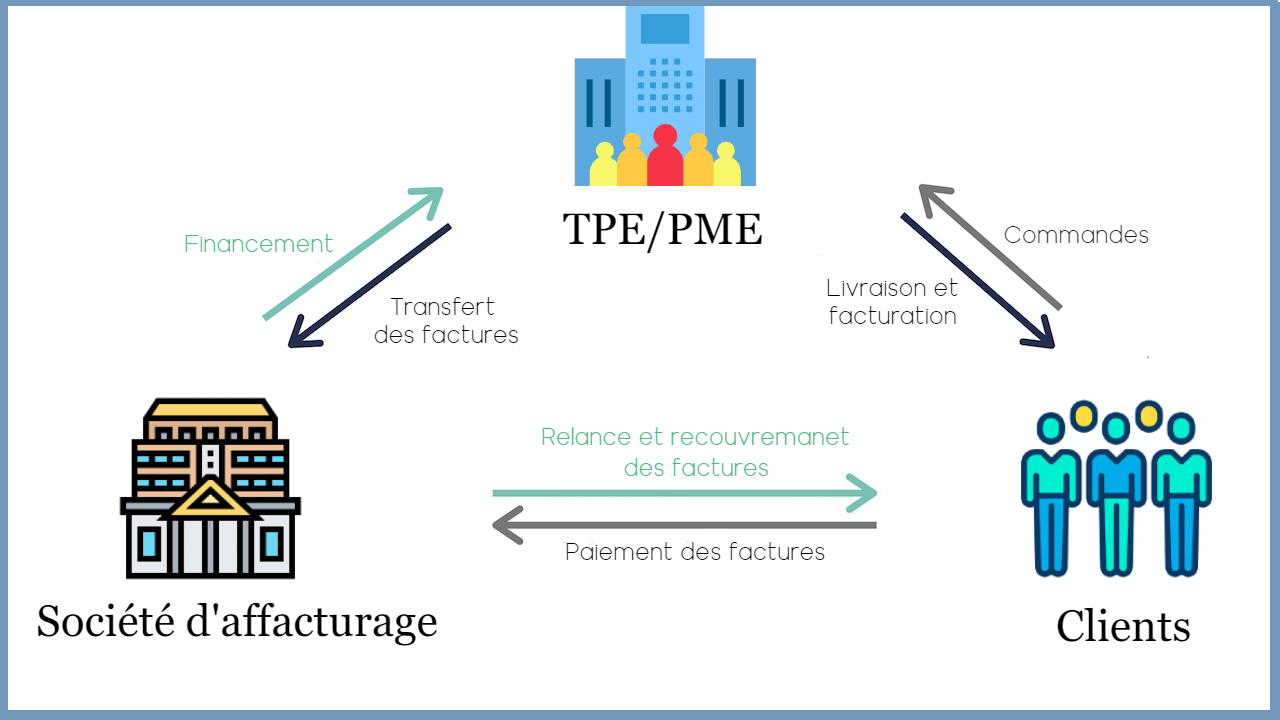 TPE/PME
Financement
Transfert
des factures
Commandes
Livraison et
facturation
Relance et recouvremanet
des factures
Paiement des factures
Société d'affacturage
Clients